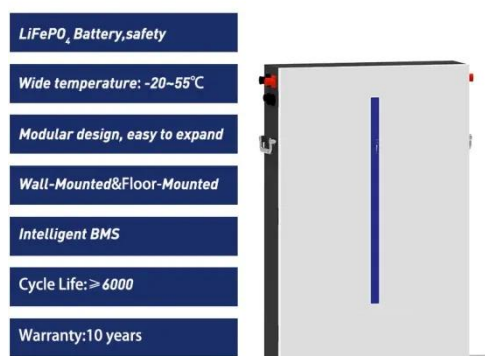 LiFePO₄ Battery,safety
Wide temperature: -20~55℃
Modular design, easy to expand
Wall-Mounted&Floor-Mounted
Intelligent BMS
Cycle Life:≥6000
Warranty:10 years